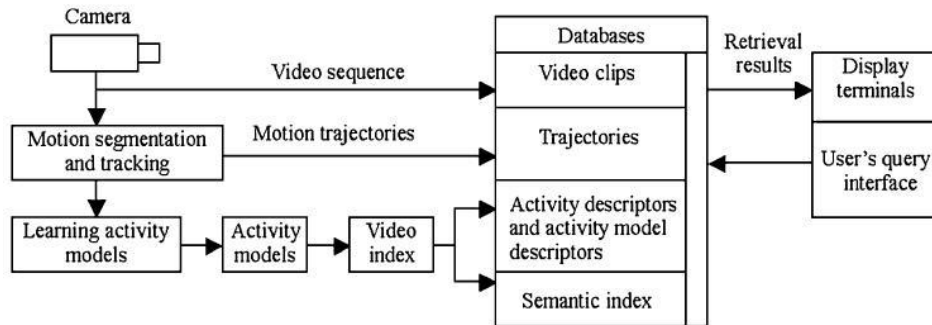 Camera
Video sequence
Motion segmentation
and tracking
Motion trajectories
Learning activity
models
Activity
models
Video
index
Databases
Video clips
Trajectories
Activity descriptors
and activity model
descriptors
Semantic index
Retrieval
results
Display
terminals
User's query
interface